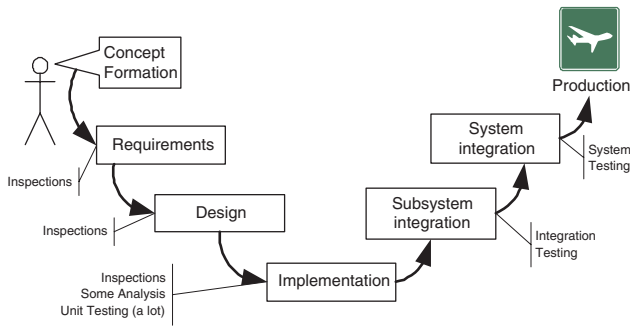 Concept
Formation
Requirements
Inspections
Design
Inspections
Inspections
Some Analysis
Unit Testing (a lot)
Implementation
Subsystem
integration
Integration
Testing
System
integration
System
Testing
Production